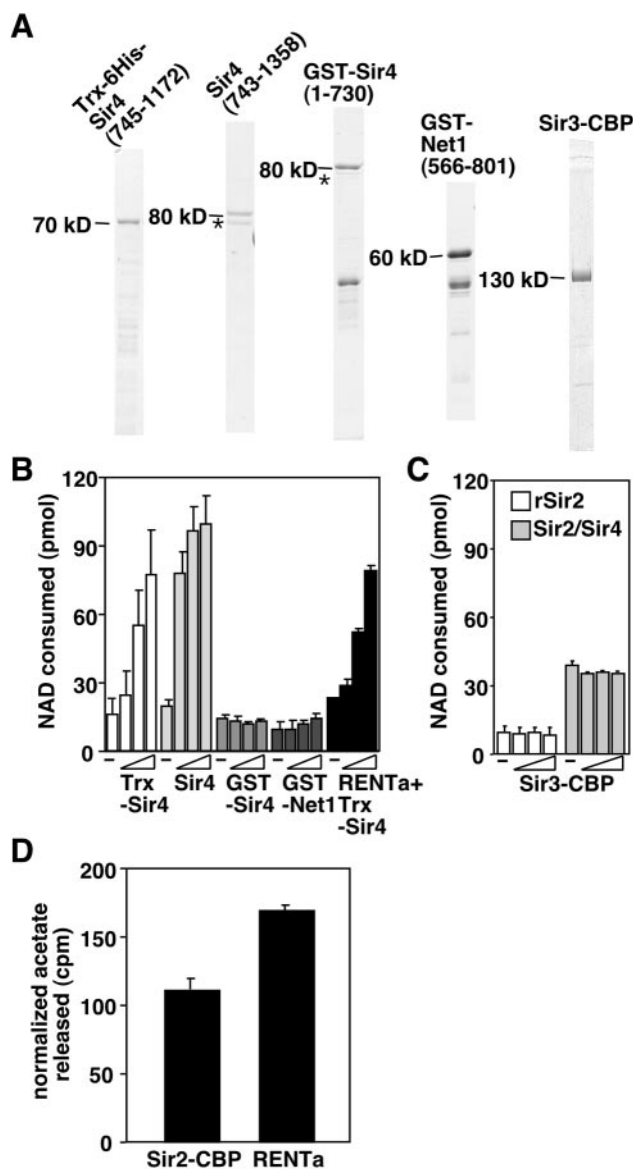 A
Trx-6His-
Sir4
(745-1172)
Sir4
(743-1358)
GST-Sir4
(1-730)
GST-
Net1
(566-801)
Sir3-CBP
70 kD
80 kD
*
80 kD
*
60 kD
130 kD
B
NAD consumed (pmol)
120
90
60
30
0
– – – – –
Trx
-Sir4
Sir4
GST
-Sir4
GST
-Net1
RENTa+
Trx
-Sir4
C
NAD consumed (pmol)
120
90
60
30
0
rSir2
Sir2/Sir4
– –
Sir3-CBP
D
normalized acetate
released (cpm)
200
150
100
50
0
Sir2-CBP RENTa